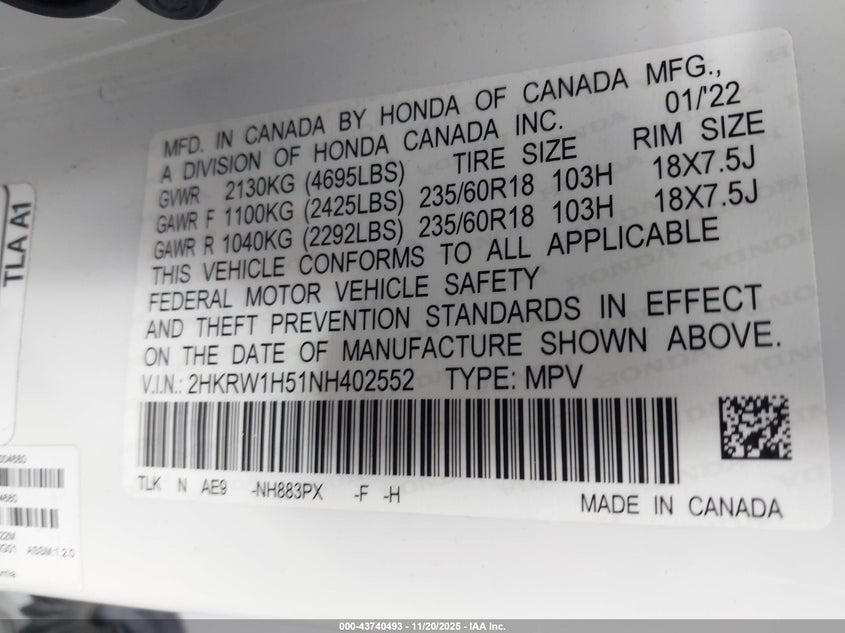 MFD. IN CANADA BY HONDA OF CANADA MFG.,
A DIVISION OF HONDA CANADA INC. 01/'22
GVWR 2130KG (4695LBS) TIRE SIZE RIM SIZE
GAWR F 1100KG (2425LBS) 235/60R18 103H 18X7.5J
GAWR R 1040KG (2292LBS) 235/60R18 103H 18X7.5J
THIS VEHICLE CONFORMS TO ALL APPLICABLE
FEDERAL MOTOR VEHICLE SAFETY
AND THEFT PREVENTION STANDARDS IN EFFECT
ON THE DATE OF MANUFACTURE SHOWN ABOVE.
V.I.N.: 2HKRW1H51NH402552 TYPE: MPV
TLK N AE9 -NH883PX -F -H
MADE IN CANADA
TLA A1
ASSM:1,2.0
000-43740493 - 11/20/2025 - IAA Inc.